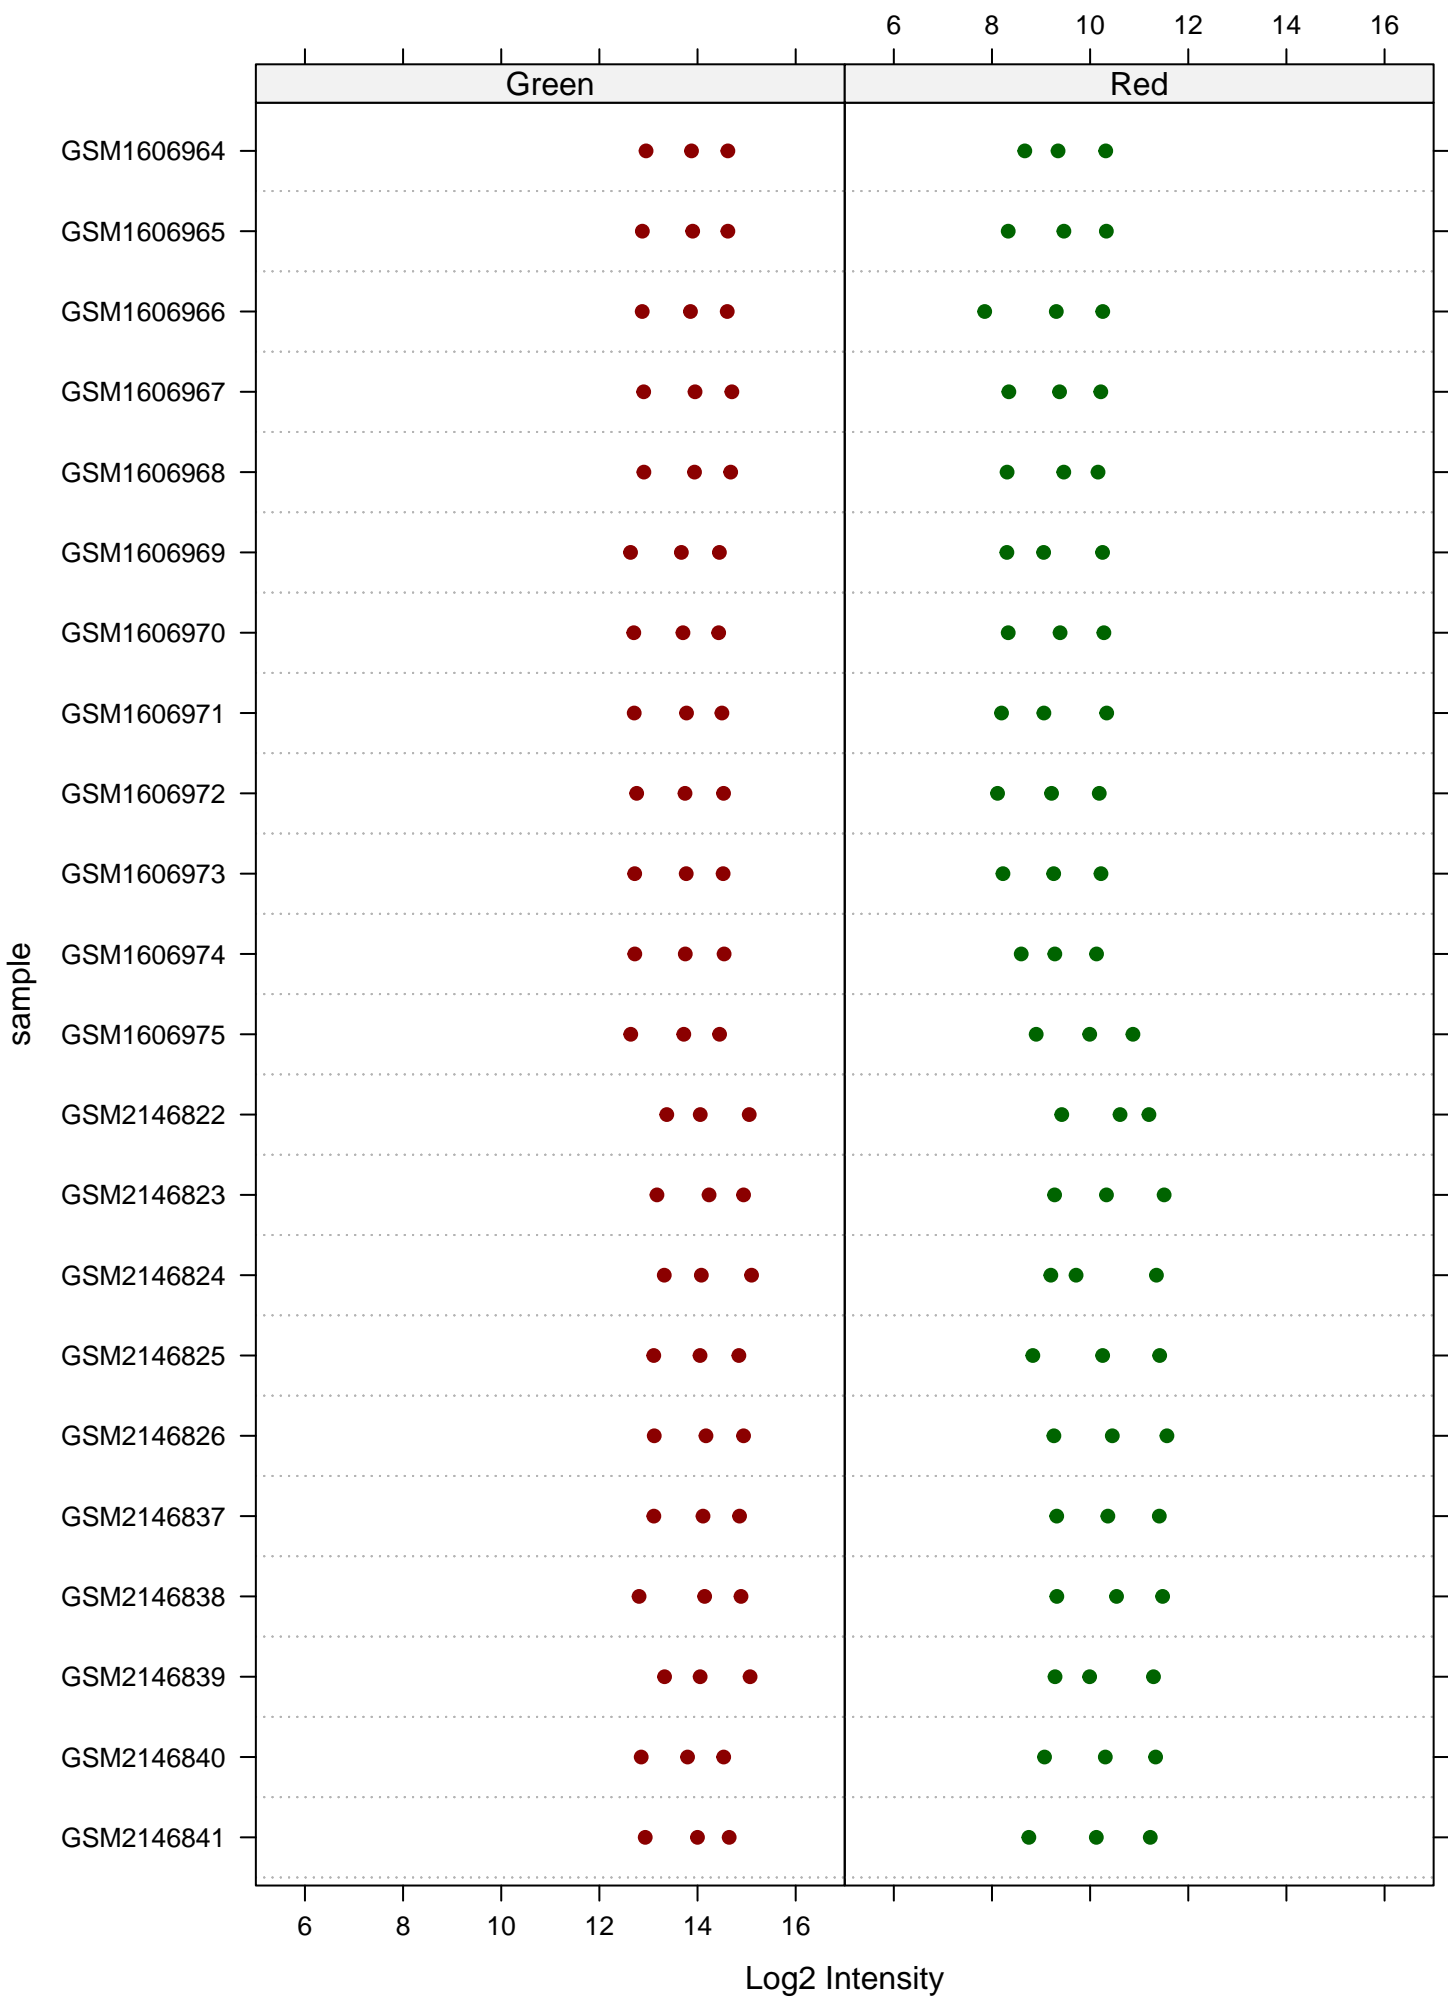 6 8 10 12 14 16
Green Red
GSM1606964
GSM1606965
GSM1606966
GSM1606967
GSM1606968
GSM1606969
GSM1606970
GSM1606971
GSM1606972
GSM1606973
GSM1606974
GSM1606975
GSM2146822
GSM2146823
GSM2146824
GSM2146825
GSM2146826
GSM2146837
GSM2146838
GSM2146839
GSM2146840
GSM2146841
sample
6 8 10 12 14 16
Log2 Intensity